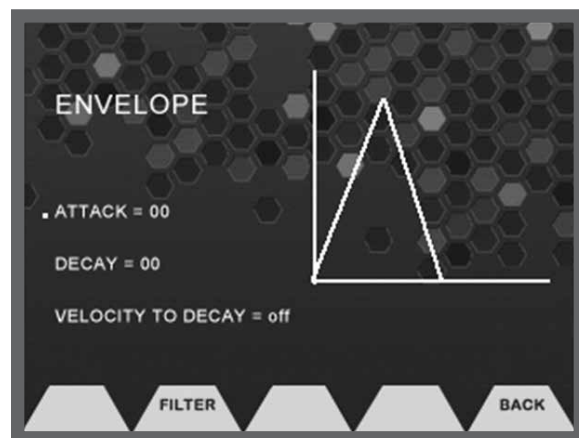 ENVELOPE
ATTACK = 00
DECAY = 00
VELOCITY TO DECAY = off
FILTER
BACK